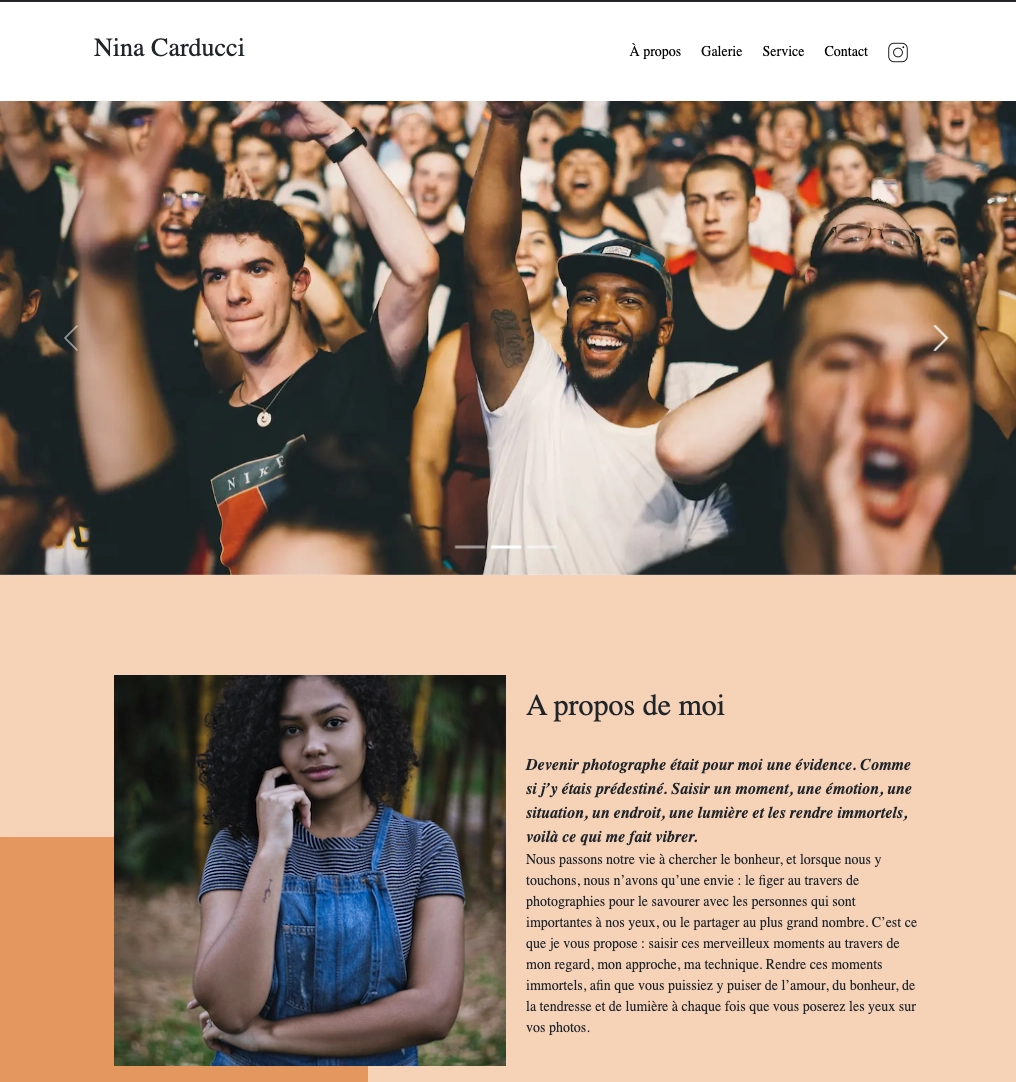 Nina Carducci
À propos
Galerie
Service
Contact
NIKE
A propos de moi
Devenir photographe était pour moi une évidence. Comme
si j’y étais prédestiné. Saisir un moment, une émotion, une
situation, un endroit, une lumière et les rendre immortels,
voilà ce qui me fait vibrer.
Nous passons notre vie à chercher le bonheur, et lorsque nous y
touchons, nous n’avons qu’une envie : le figer au travers de
photographies pour le savourer avec les personnes qui sont
importantes à nos yeux, ou le partager au plus grand nombre. C’est ce
que je vous propose : saisir ces merveilleux moments au travers de
mon regard, mon approche, ma technique. Rendre ces moments
immortels, afin que vous puissiez y puiser de l’amour, du bonheur, de
la tendresse et de lumière à chaque fois que vous poserez les yeux sur
vos photos.